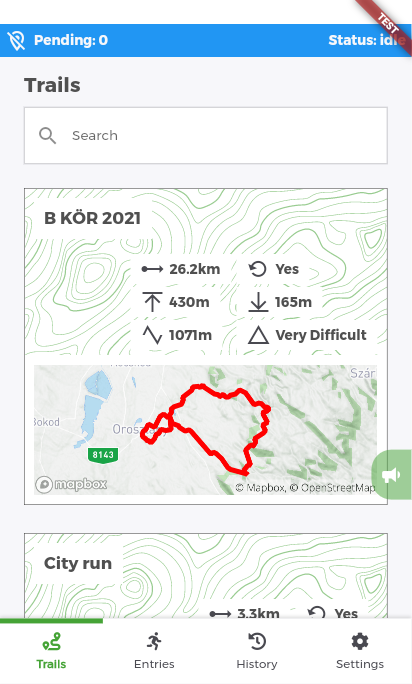 TEST
Pending: 0
Status: idle
Trails
Search
B KÖR 2021
26.2km
Yes
430m
165m
1071m
Very Difficult
Szár
Bokod
Orosz
8143
mapbox
© Mapbox, © OpenStreetMap
City run
3.3km
Yes
Trails
Entries
History
Settings